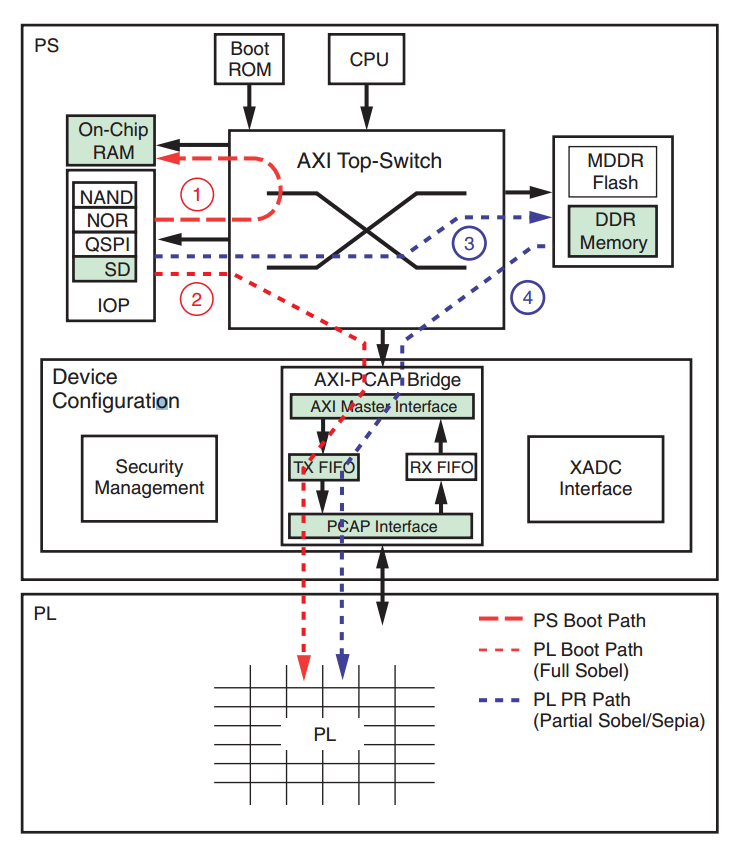 PS
Boot
ROM
CPU
On-Chip
RAM
AXI Top-Switch
MDDR
Flash
DDR
Memory
NAND
NOR
QSPI
SD
IOP
1
2
3
4
Device
Configuration
AXI-PCAP Bridge
AXI Master Interface
Security
Management
TX FIFO
RX FIFO
XADC
Interface
PCAP Interface
PL
PS Boot Path
PL Boot Path
(Full Sobel)
PL PR Path
(Partial Sobel/Sepia)
PL